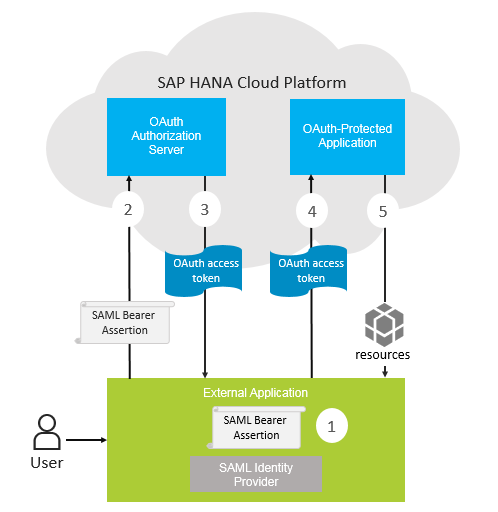 SAP HANA Cloud Platform
OAuth
Authorization
Server
OAuth-Protected
Application
2
3
4
5
OAuth access
token
OAuth access
token
SAML Bearer
Assertion
resources
External Application
SAML Bearer
Assertion
1
SAML Identity
Provider
User